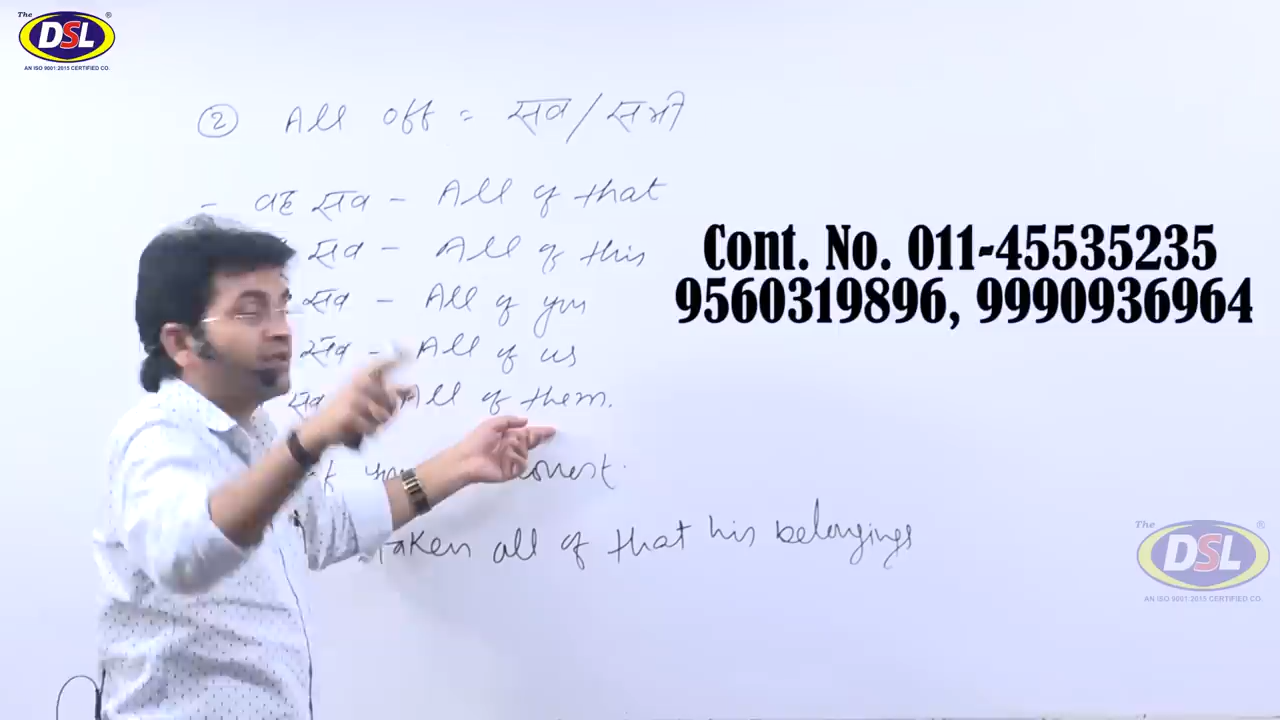 The DSL ®
AN ISO 9001:2015 CERTIFIED CO.
② All off = सब / सभी
- वह सब - All of that
सब - All of this
सब - All of you
सब - All of us
सब All of them.
honest.
taken all of that his belongings
Cont. No. 011-45535235
9560319896, 9990936964
The DSL ®
AN ISO 9001:2015 CERTIFIED CO.